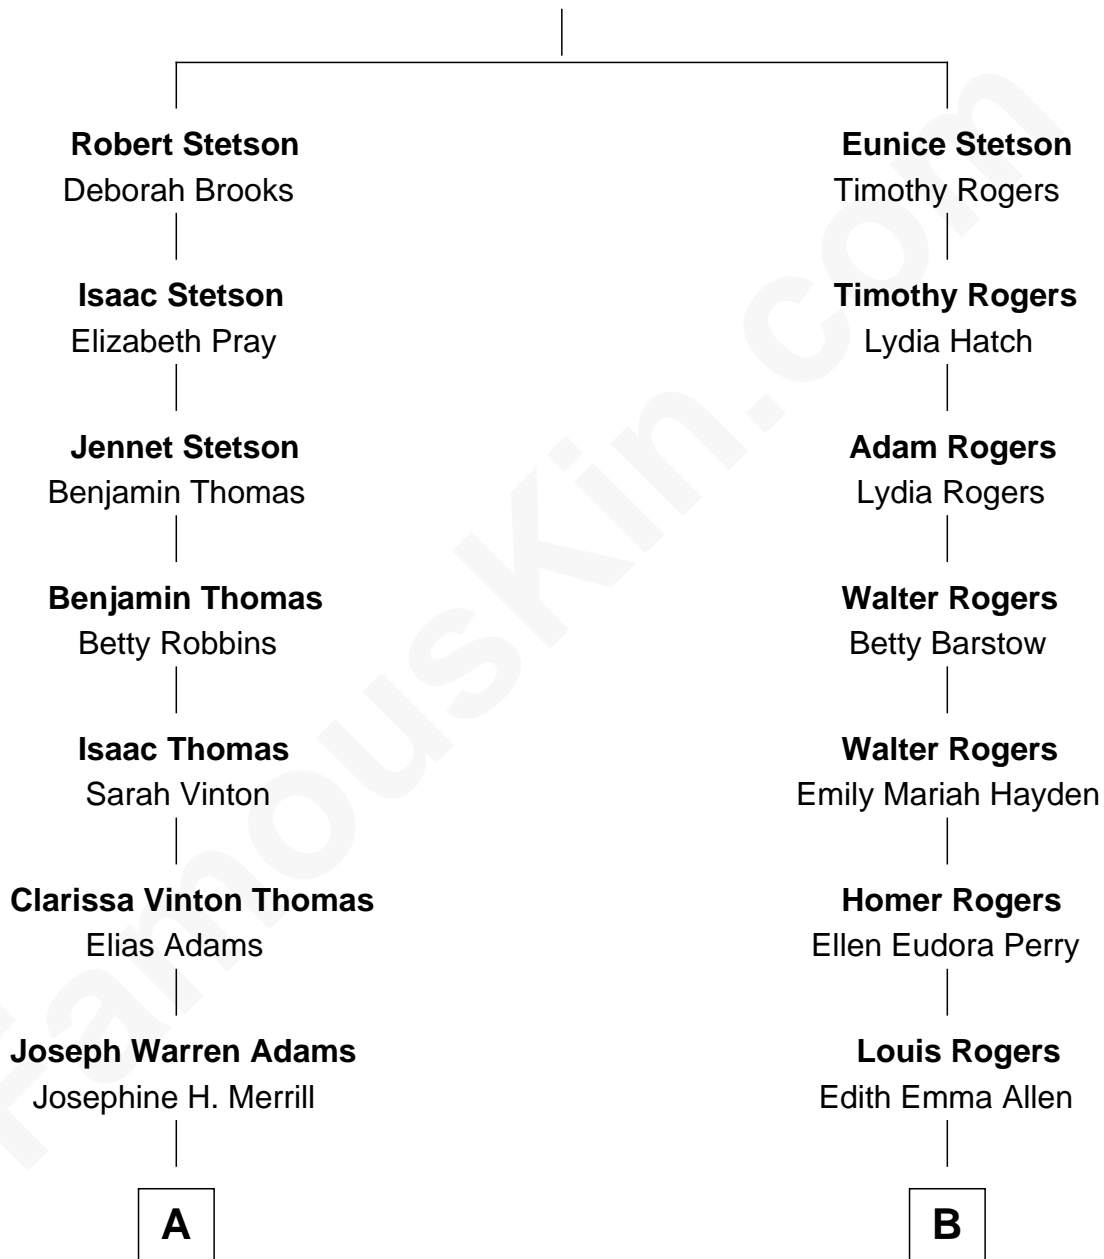 Robert Stetson
Deborah Brooks
Isaac Stetson
Elizabeth Pray
Jennet Stetson
Benjamin Thomas
Benjamin Thomas
Betty Robbins
Isaac Thomas
Sarah Vinton
Clarissa Vinton Thomas
Elias Adams
Joseph Warren Adams
Josephine H. Merrill
A
Eunice Stetson
Timothy Rogers
Timothy Rogers
Lydia Hatch
Adam Rogers
Lydia Rogers
Walter Rogers
Betty Barstow
Walter Rogers
Emily Mariah Hayden
Homer Rogers
Ellen Eudora Perry
Louis Rogers
Edith Emma Allen
B
FamousKin.com